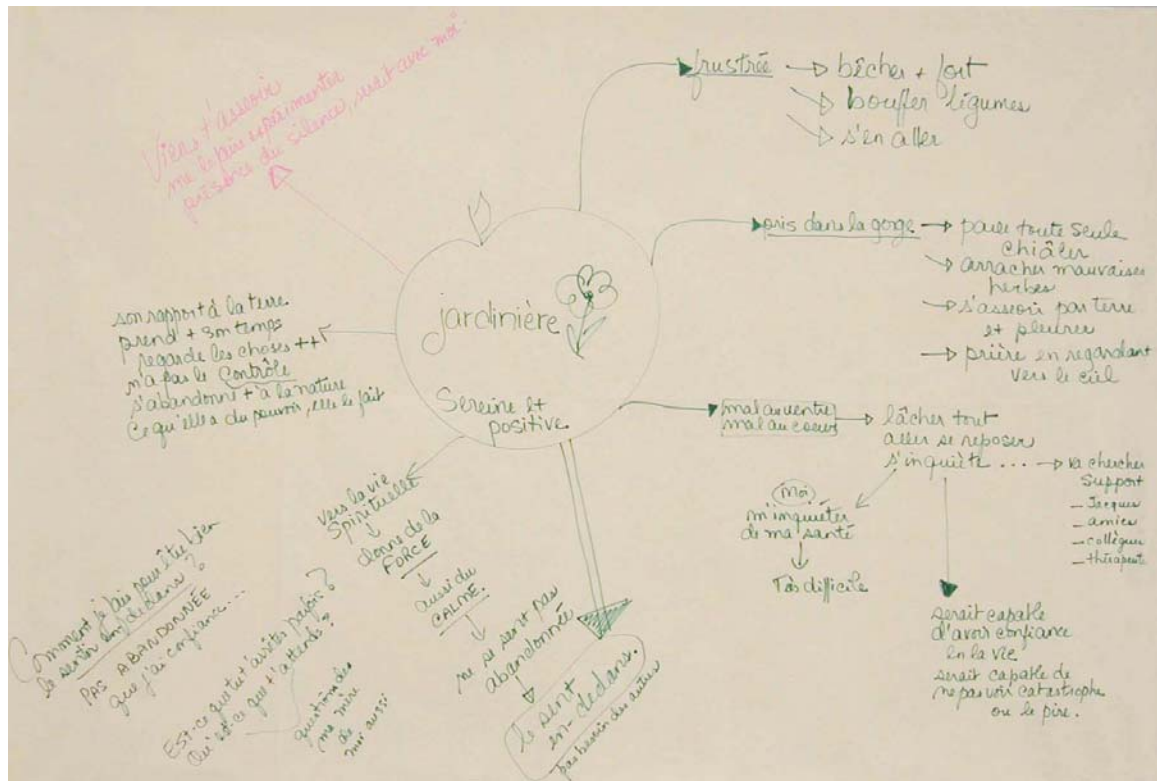 Viens t'asseoir
me le fais expérimenter
présence du silence, avec moi
frustrée
bêcher + fort
bouffer légumes
s'en aller
pris dans la gorge
parle toute seule
chiâler
arracher mauvaises
herbes
s'asseoir par terre
et pleurer
prière en regardant
vers le ciel
jardinière
Sereine et
positive
son rapport à la terre
prend + son temps
regarde les choses ++
n'a pas le contrôle
s'abandonne + à la nature
Ce qu'elle a du pouvoir, elle le fait
mal au ventre
mal au coeur
lâcher tout
aller se reposer
s'inquiète ....
va chercher
support
- Jacques
- amies
- collègues
- thérapeute
Moi
m'inquiéter
de ma santé
Très difficile
serait capable
d'avoir confiance
en la vie
serait capable de
ne pas voir catastrophe
ou le pire.
vers la vie
spirituelle
donne de la
FORCE
aussi du
CALME.
ne se sent pas
abandonnée
le sent
en-dedans.
pas besoin des autres
Comment je fais pour être bien
le sentir en dedans?
PAS ABANDONNÉE
que j'ai confiance...
Est-ce que tu t'arrêtes parfois?
Qu'est-ce que t'attends?
questions de
ma mère
de
moi aussi